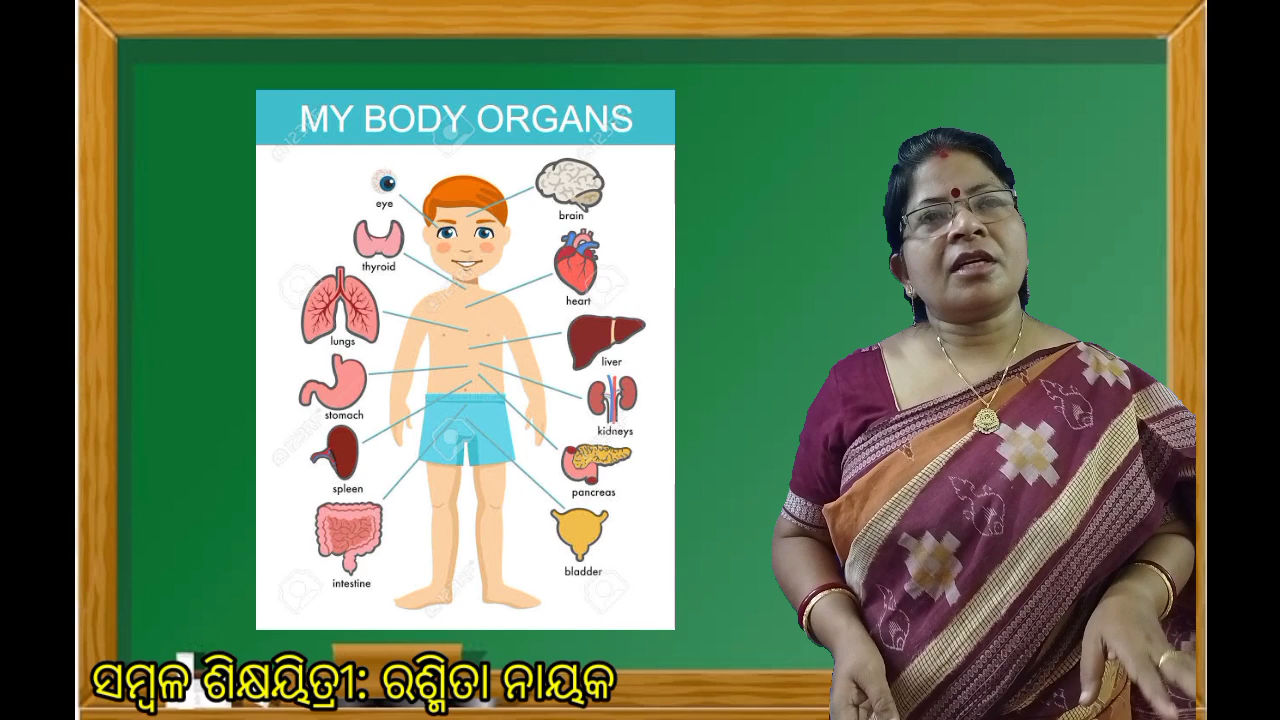 MY BODY ORGANS
eye
brain
thyroid
heart
lungs
liver
stomach
kidneys
spleen
pancreas
intestine
bladder
ସମ୍ବଳ ଶିକ୍ଷୟିତ୍ରୀ: ରଶ୍ମିତା ନାୟକ